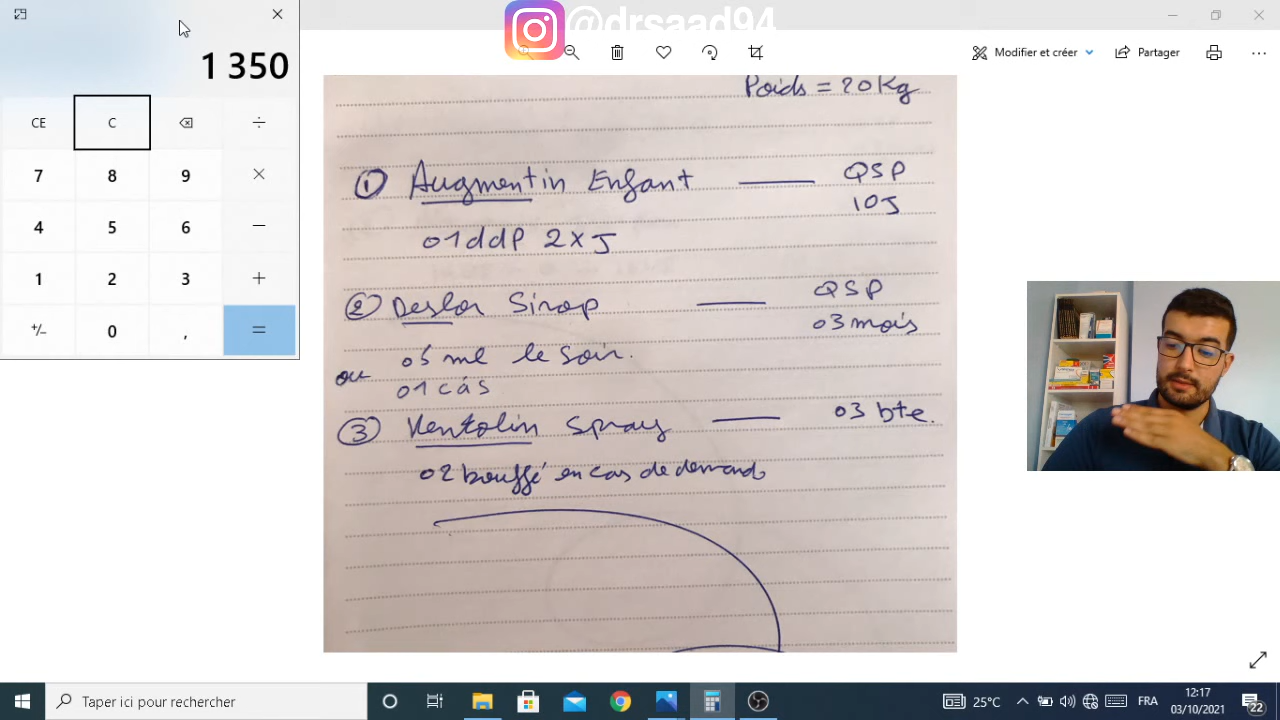 @drsaad94
1 350
CE C ÷
7 8 9 ×
4 5 6 −
1 2 3 +
+/− 0 =
Modifier et créer
Partager
Poids = 20 Kg
① Augmentin Enfant — QSP
10J
01 ddP 2 x J
② Deslor Sirop — QSP
03 mois
05 ml le soir.
ou 01 càs
③ Ventolin Spray — 03 bte.
02 bouffé en cas de demande
Taper ici pour rechercher
25°C
FRA
12:17
03/10/2021
22